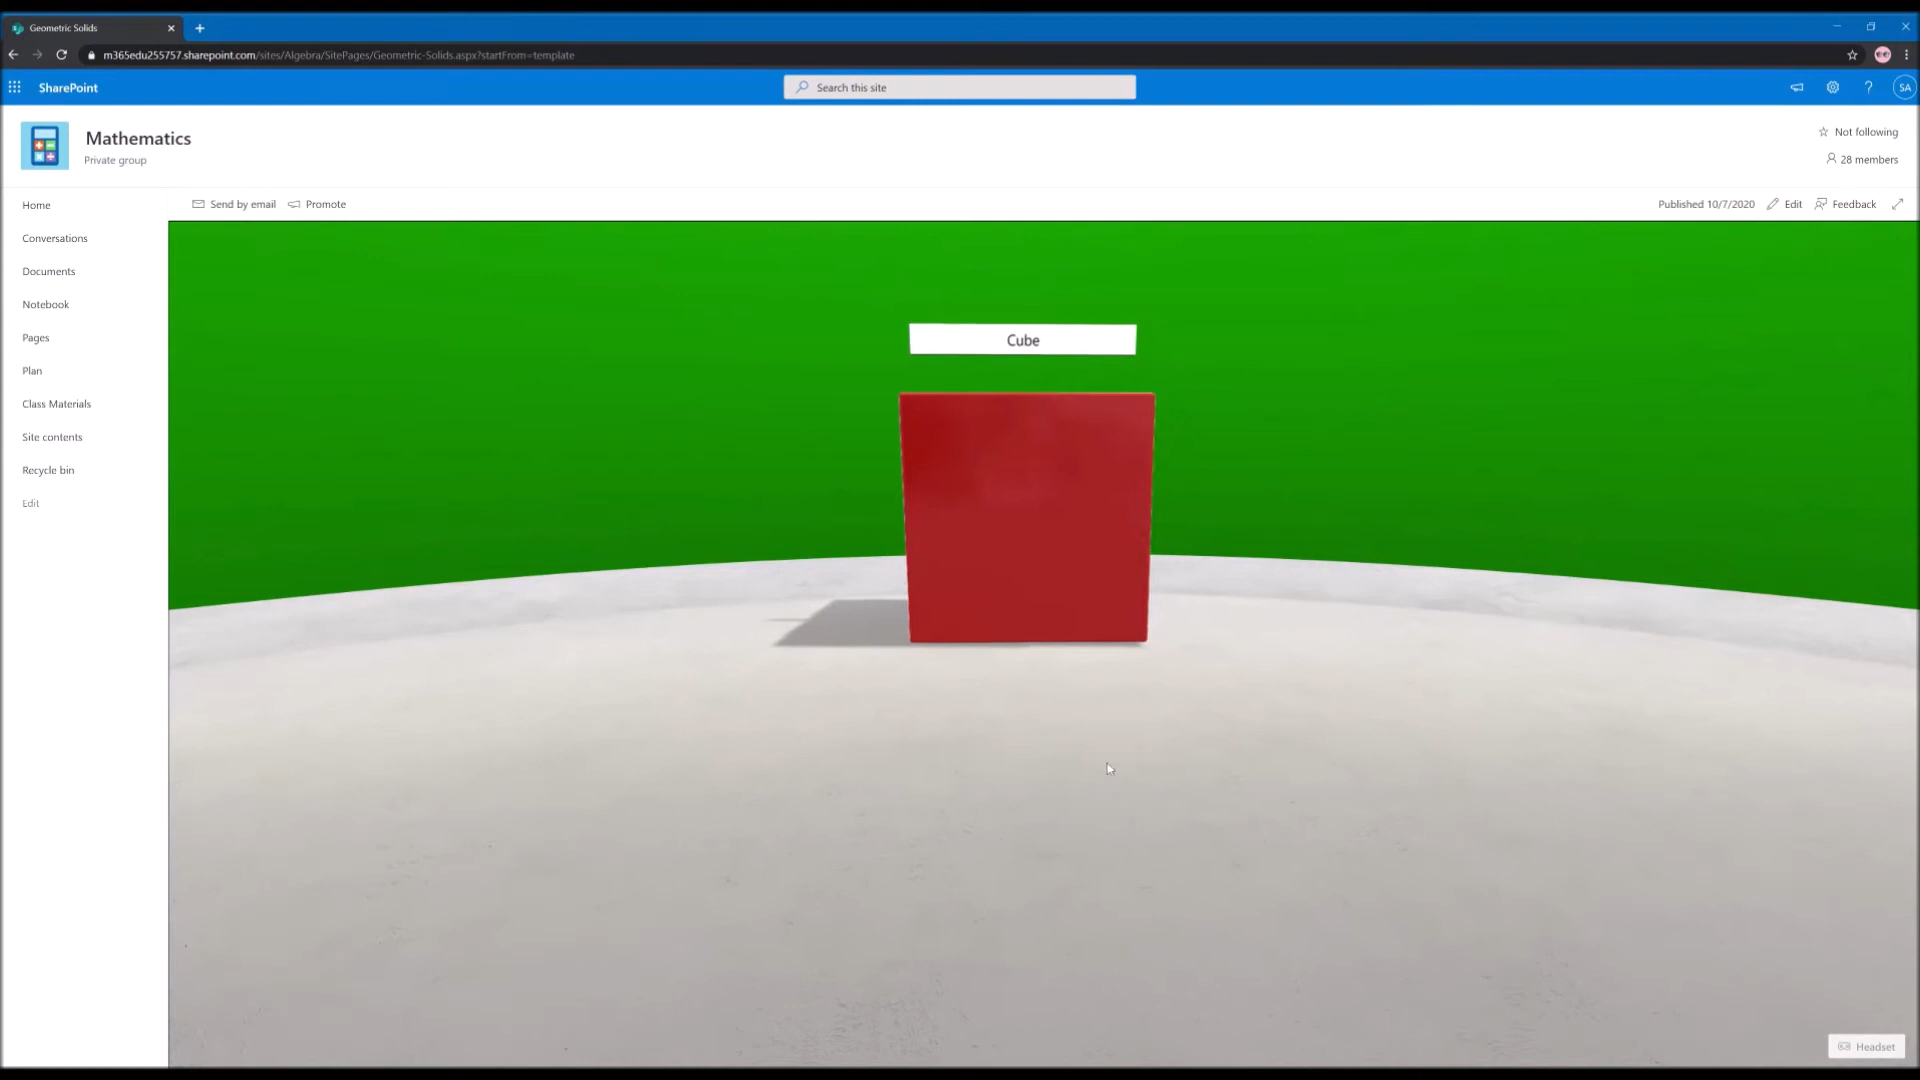 Geometric Solids
m365edu255757.sharepoint.com/sites/Algebra/SitePages/Geometric-Solids.aspx?startFrom=template
SharePoint
Search this site
SA
Mathematics
Private group
Not following
28 members
Home
Conversations
Documents
Notebook
Pages
Plan
Class Materials
Site contents
Recycle bin
Edit
Send by email
Promote
Published 10/7/2020
Edit
Feedback
Cube
Headset